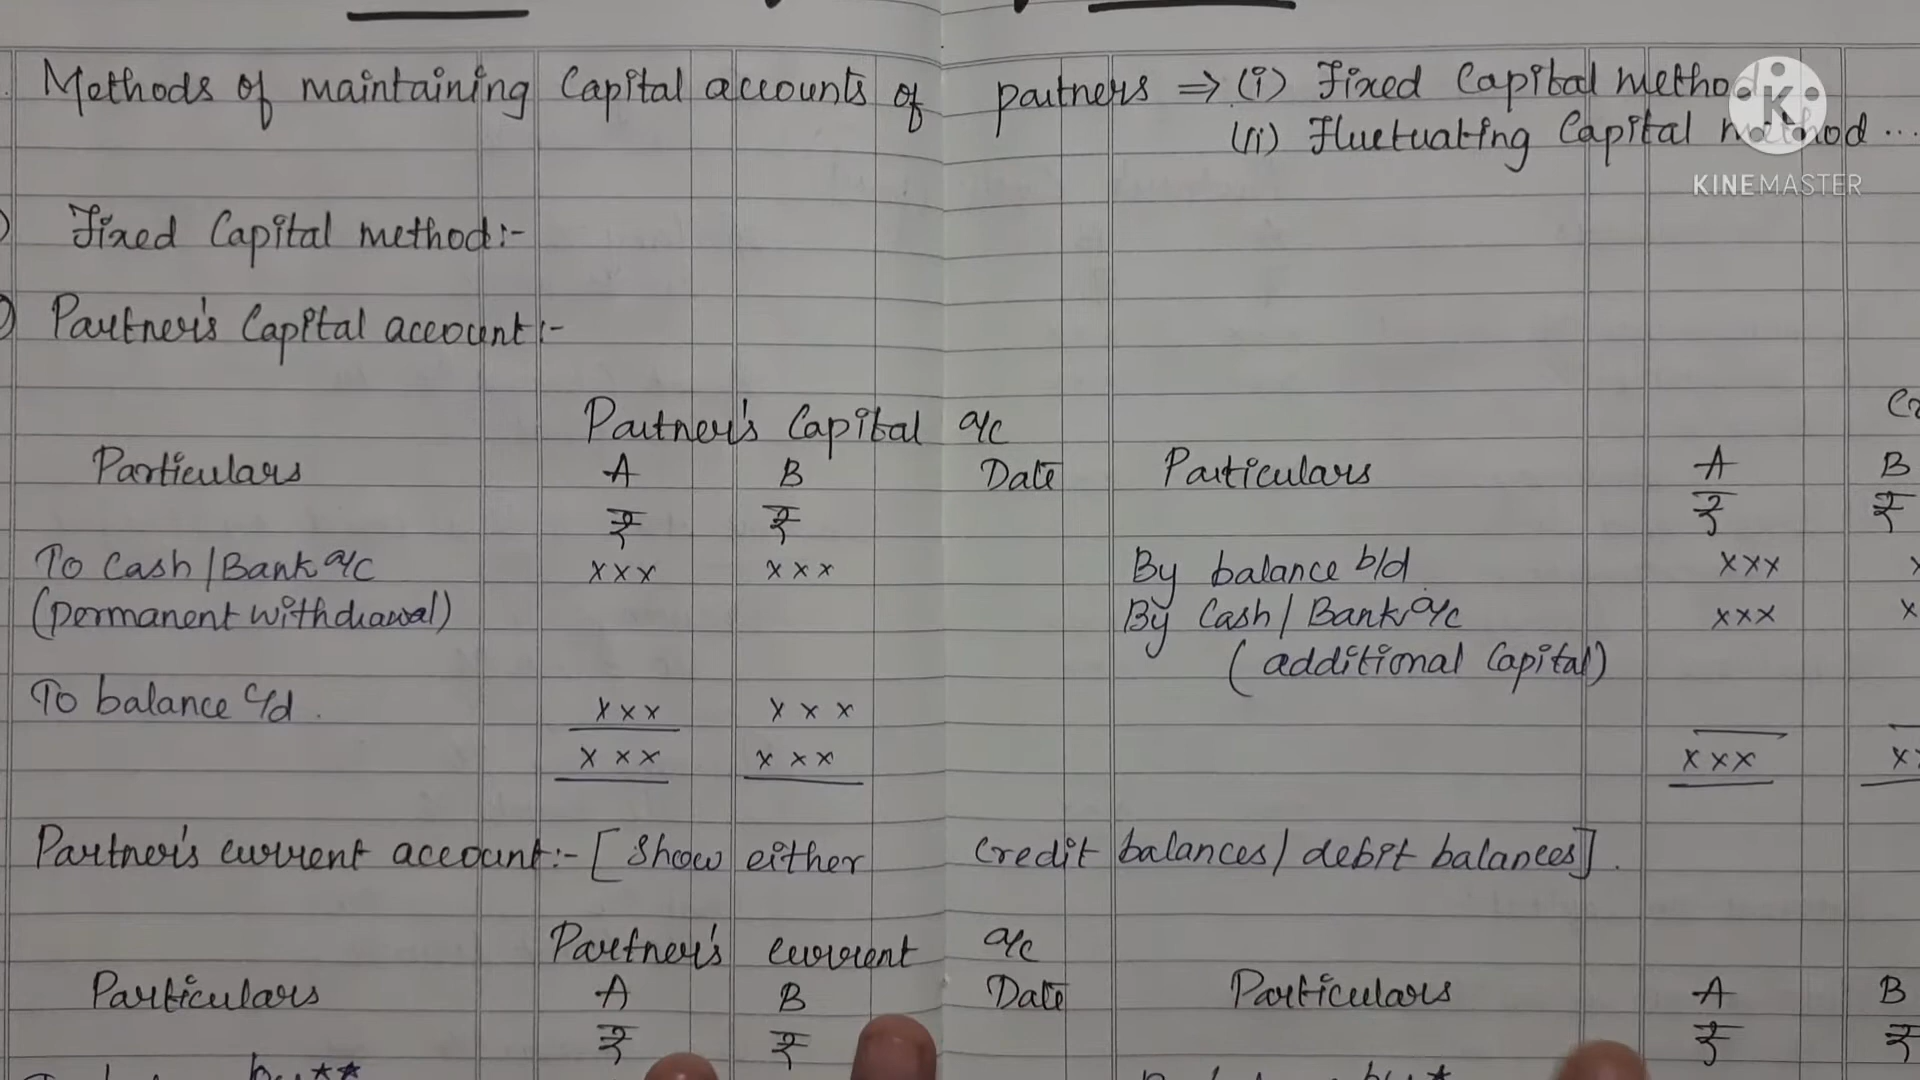 Methods of maintaining Capital accounts of partners ⇒ (i) Fixed Capital method
(ii) Fluctuating Capital method ...
K
KINEMASTER
Fixed Capital method:-
Partner's Capital account:-
Partner's Capital a/c
Particulars A B Date Particulars A B
₹ ₹ ₹ ₹
To Cash/Bank a/c xxx xxx By balance b/d xxx x
(permanent withdrawal) By Cash/Bank a/c xxx x
(additional Capital)
To balance c/d. xxx xxx
xxx xxx xxx xx
Partner's current account:- [Show either Credit balances/debit balances].
Partner's current a/c
Particulars A B Date Particulars A B
₹ ₹ ₹ ₹